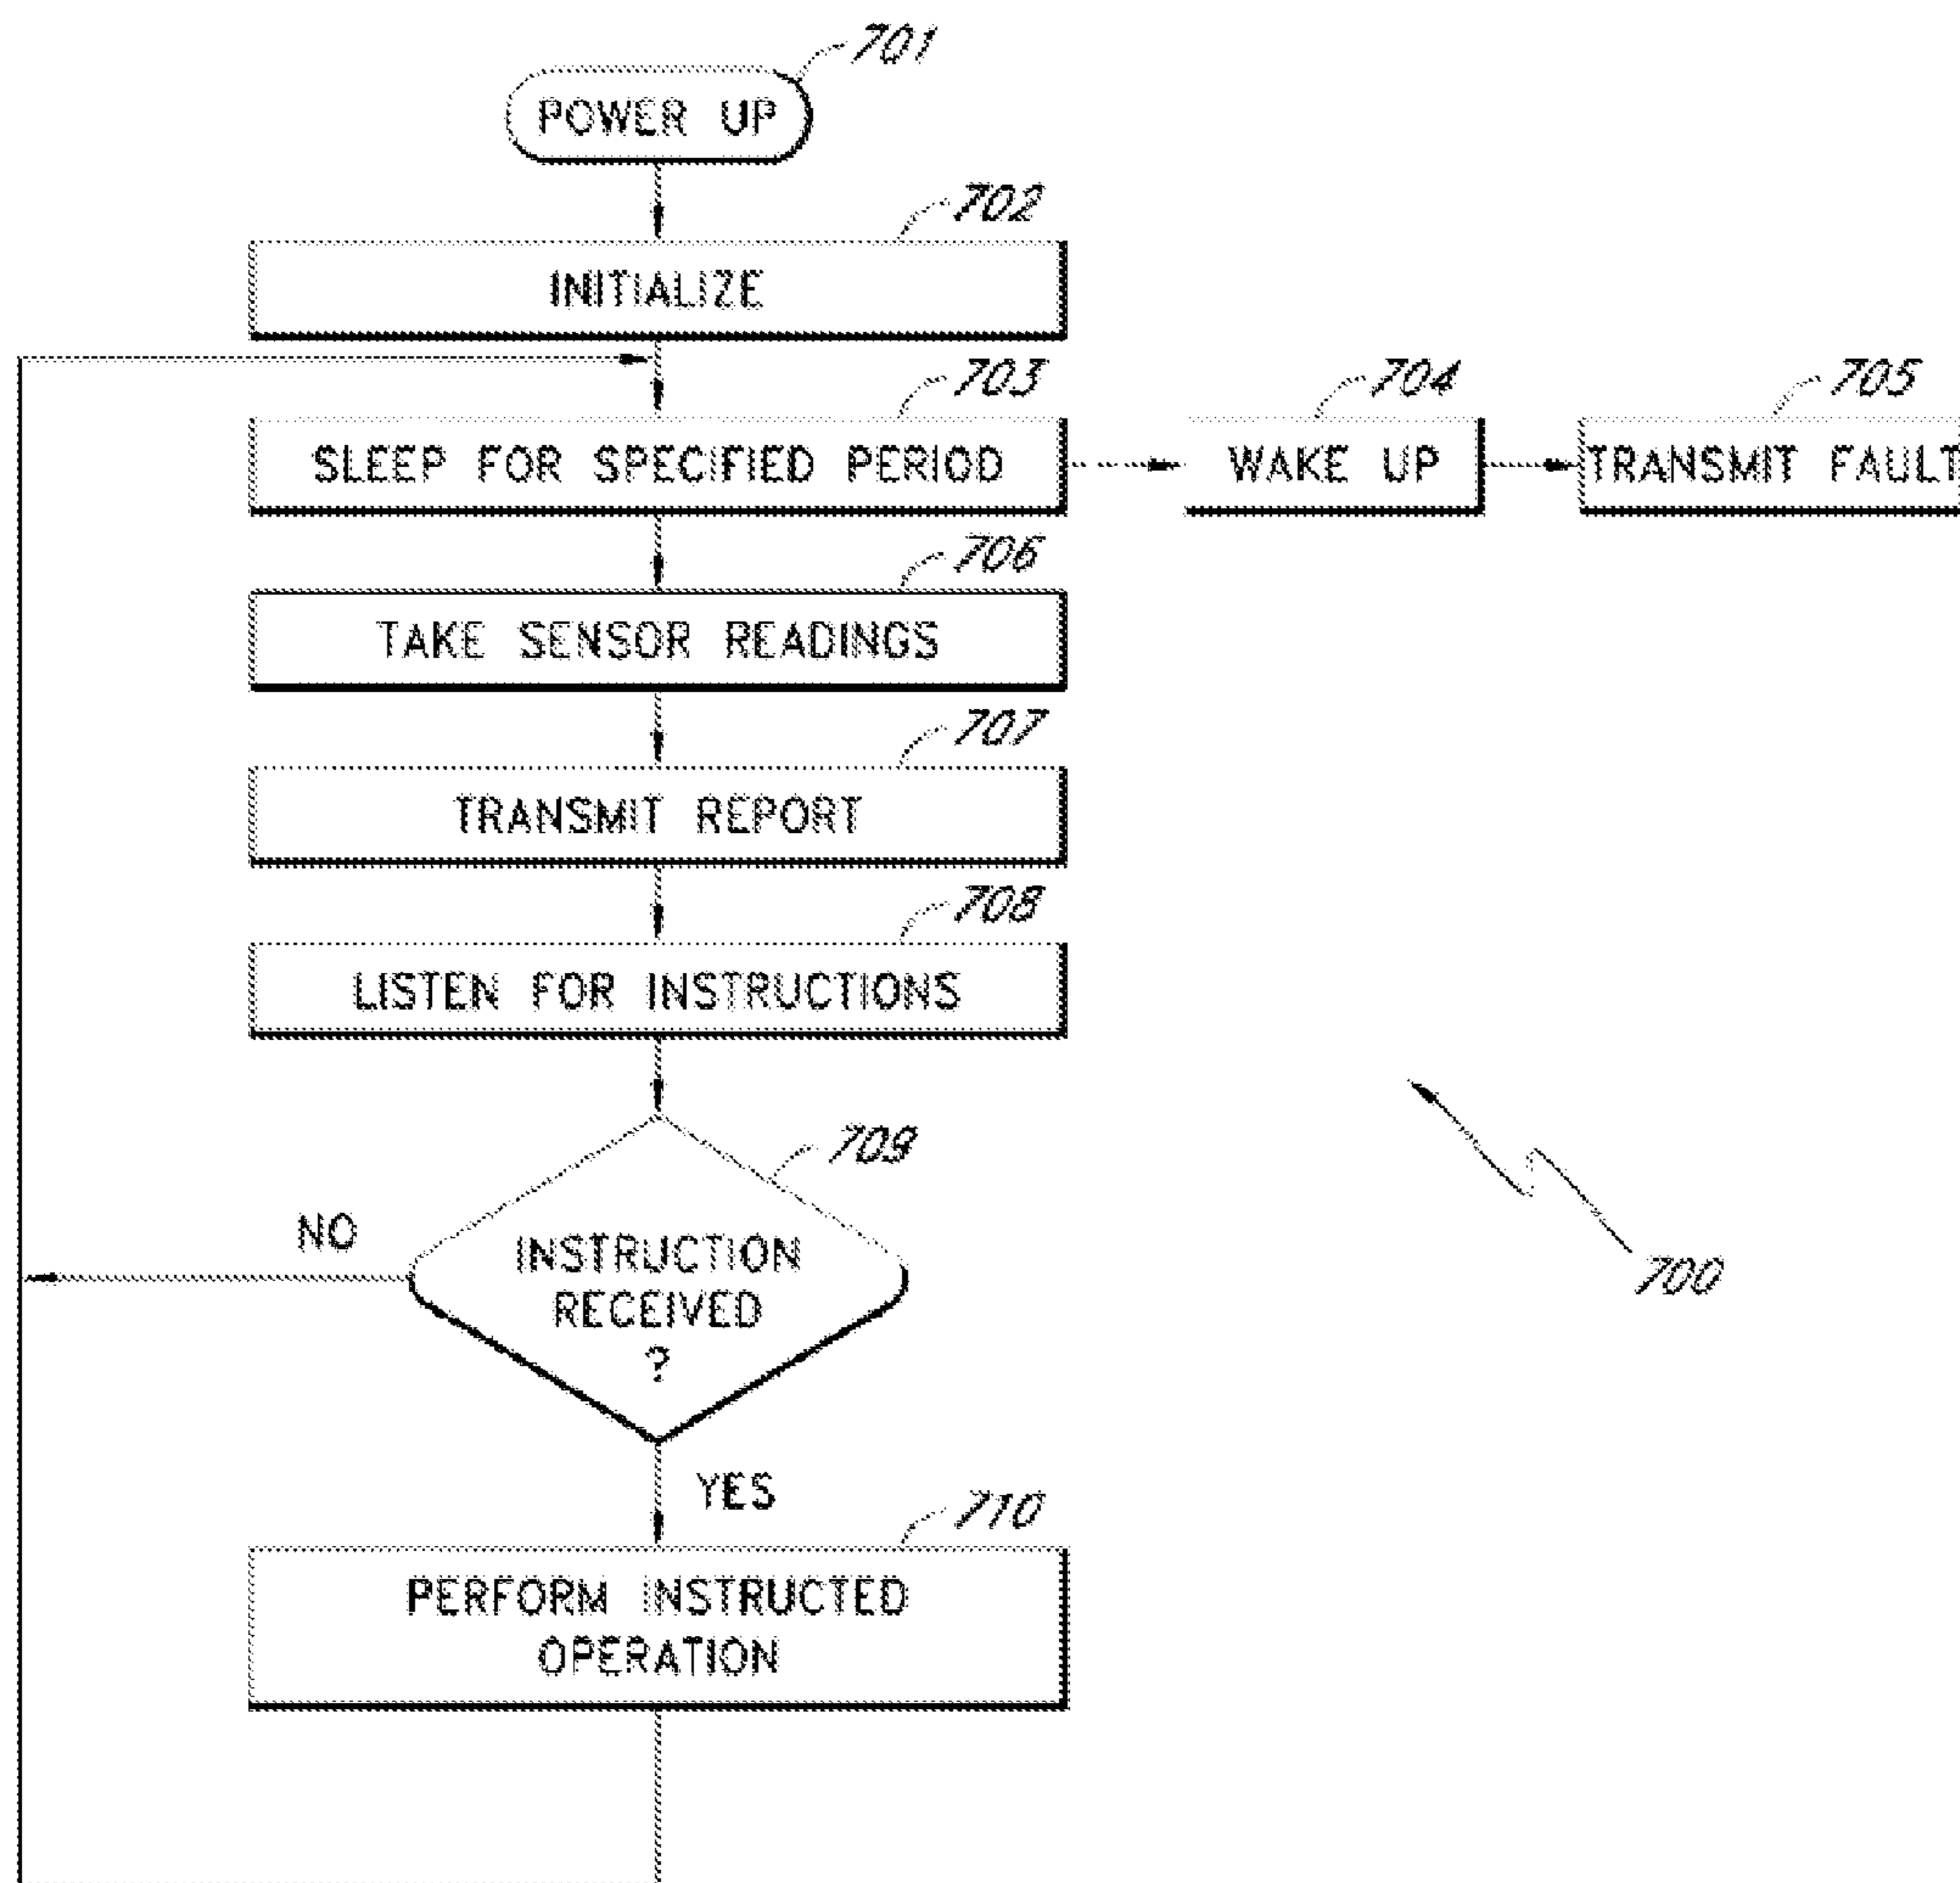 701
POWER UP
702
INITIALIZE
703
SLEEP FOR SPECIFIED PERIOD
704
WAKE UP
705
TRANSMIT FAULT
706
TAKE SENSOR READINGS
707
TRANSMIT REPORT
708
LISTEN FOR INSTRUCTIONS
709
INSTRUCTION
RECEIVED
?
NO
YES
700
710
PERFORM INSTRUCTED
OPERATION